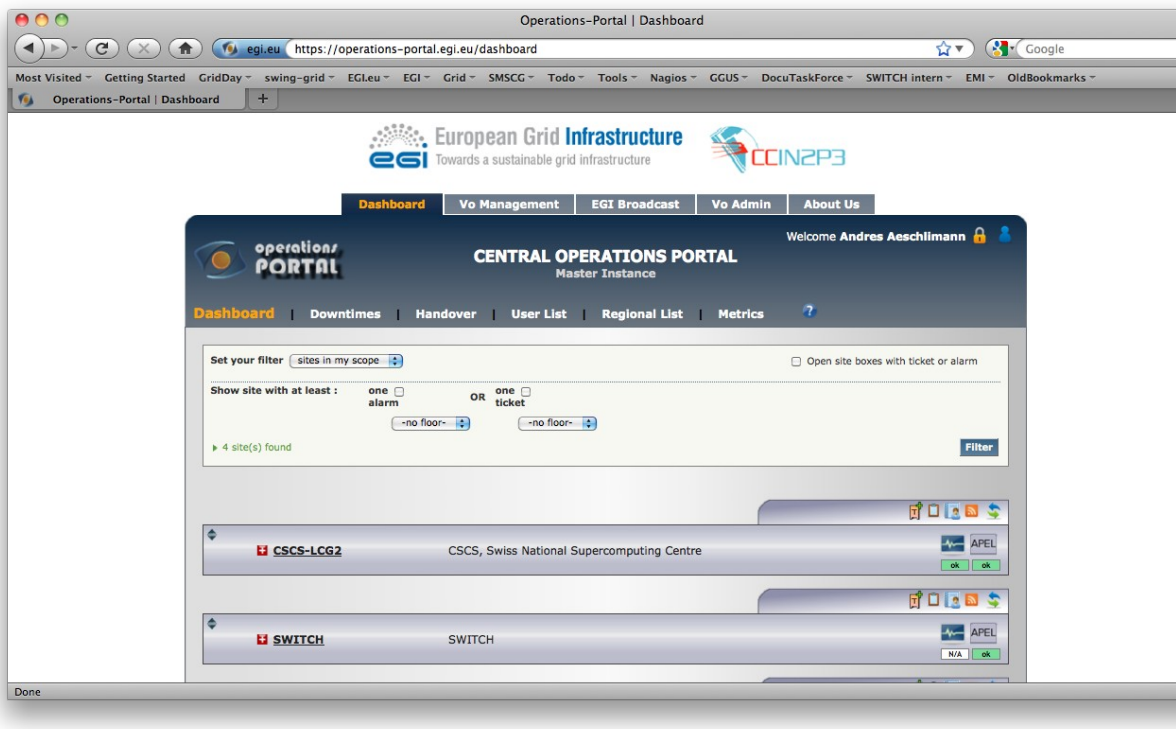 Operations-Portal | Dashboard
egi.eu https://operations-portal.egi.eu/dashboard Google
Most Visited Getting Started GridDay swing-grid EGI.eu EGI Grid SMSCG Todo Tools Nagios GGUS DocuTaskForce SWITCH intern EMI OldBookmarks
Operations-Portal | Dashboard +
egi European Grid Infrastructure
Towards a sustainable grid infrastructure
CCIN2P3
Dashboard Vo Management EGI Broadcast Vo Admin About Us
Welcome Andres Aeschlimann
operations PORTAL
CENTRAL OPERATIONS PORTAL
Master Instance
Dashboard | Downtimes | Handover | User List | Regional List | Metrics ?
Set your filter sites in my scope Open site boxes with ticket or alarm
Show site with at least : one alarm OR one ticket
-no floor- -no floor-
4 site(s) found Filter
CSCS-LCG2 CSCS, Swiss National Supercomputing Centre APEL
ok ok
SWITCH SWITCH APEL
N/A ok
Done